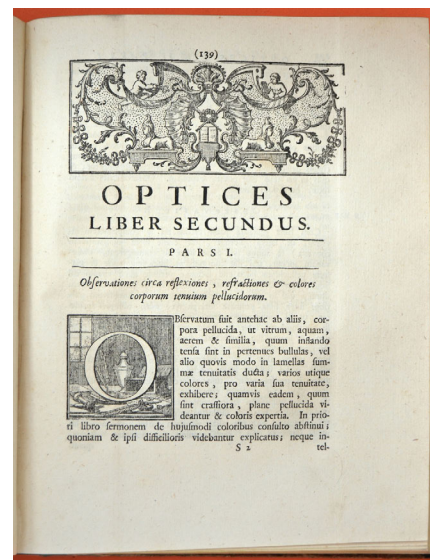 (139)
OPTICES
LIBER SECUNDUS.
PARS I.
Observationes circa reflexiones, refractiones & colores
corporum tenuium pellucidorum.
OBservatum fuit antehac ab aliis, cor-
pora pellucida, ut vitrum, aquam,
aerem & similia, quum inflando
tensa sint in pertenues bullulas, vel
alio quovis modo in lamellas sum-
mæ tenuitatis ducta; varios utique
colores, pro varia sua tenuitate,
exhibere; quamvis eadem, quum
sint crassiora, plane pellucida vi-
deantur & coloris expertia. In prio-
ri libro sermonem de hujusmodi coloribus consulto abstinui;
quoniam & ipsi difficilioris videbantur explicatus; neque in-
S 2 tel-